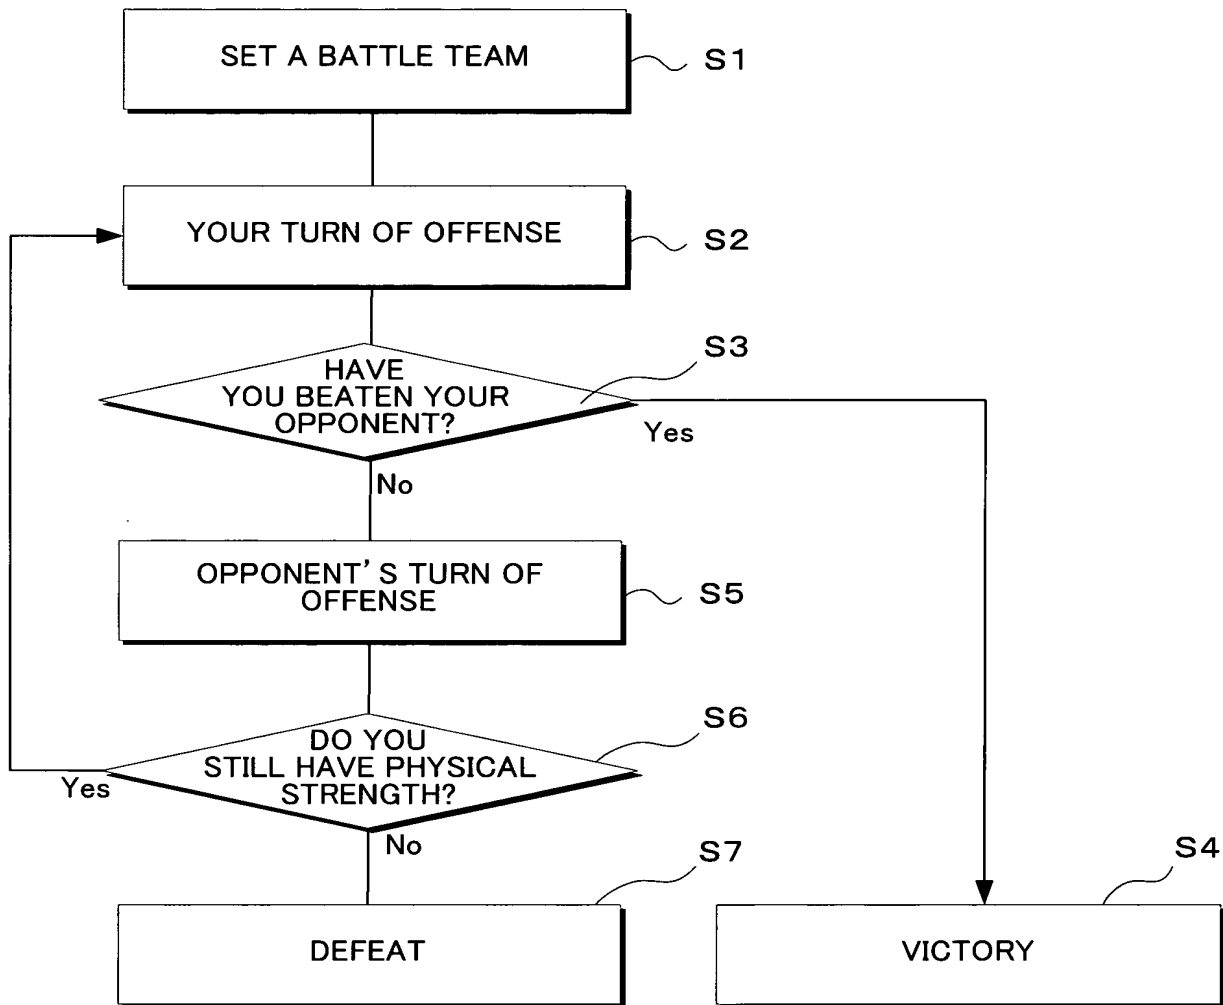 SET A BATTLE TEAM
S1
YOUR TURN OF OFFENSE
S2
S3
HAVE
YOU BEATEN YOUR
OPPONENT?
Yes
No
OPPONENT'S TURN OF
OFFENSE
S5
S6
DO YOU
STILL HAVE PHYSICAL
STRENGTH?
Yes
No
S7
DEFEAT
S4
VICTORY